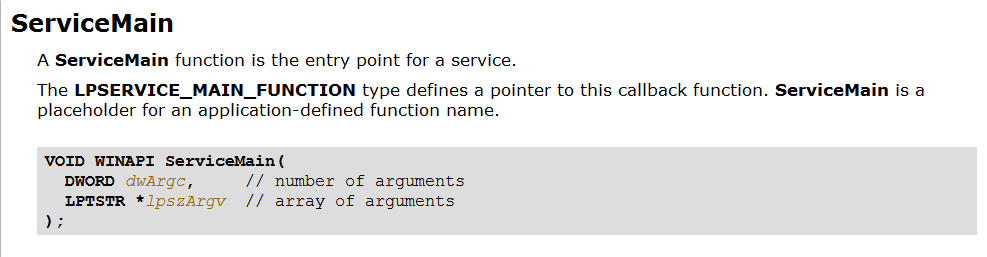 ServiceMain
A ServiceMain function is the entry point for a service.
The LPSERVICE_MAIN_FUNCTION type defines a pointer to this callback function. ServiceMain is a
placeholder for an application-defined function name.
VOID WINAPI ServiceMain(
  DWORD dwArgc,     // number of arguments
  LPTSTR *lpszArgv  // array of arguments
);